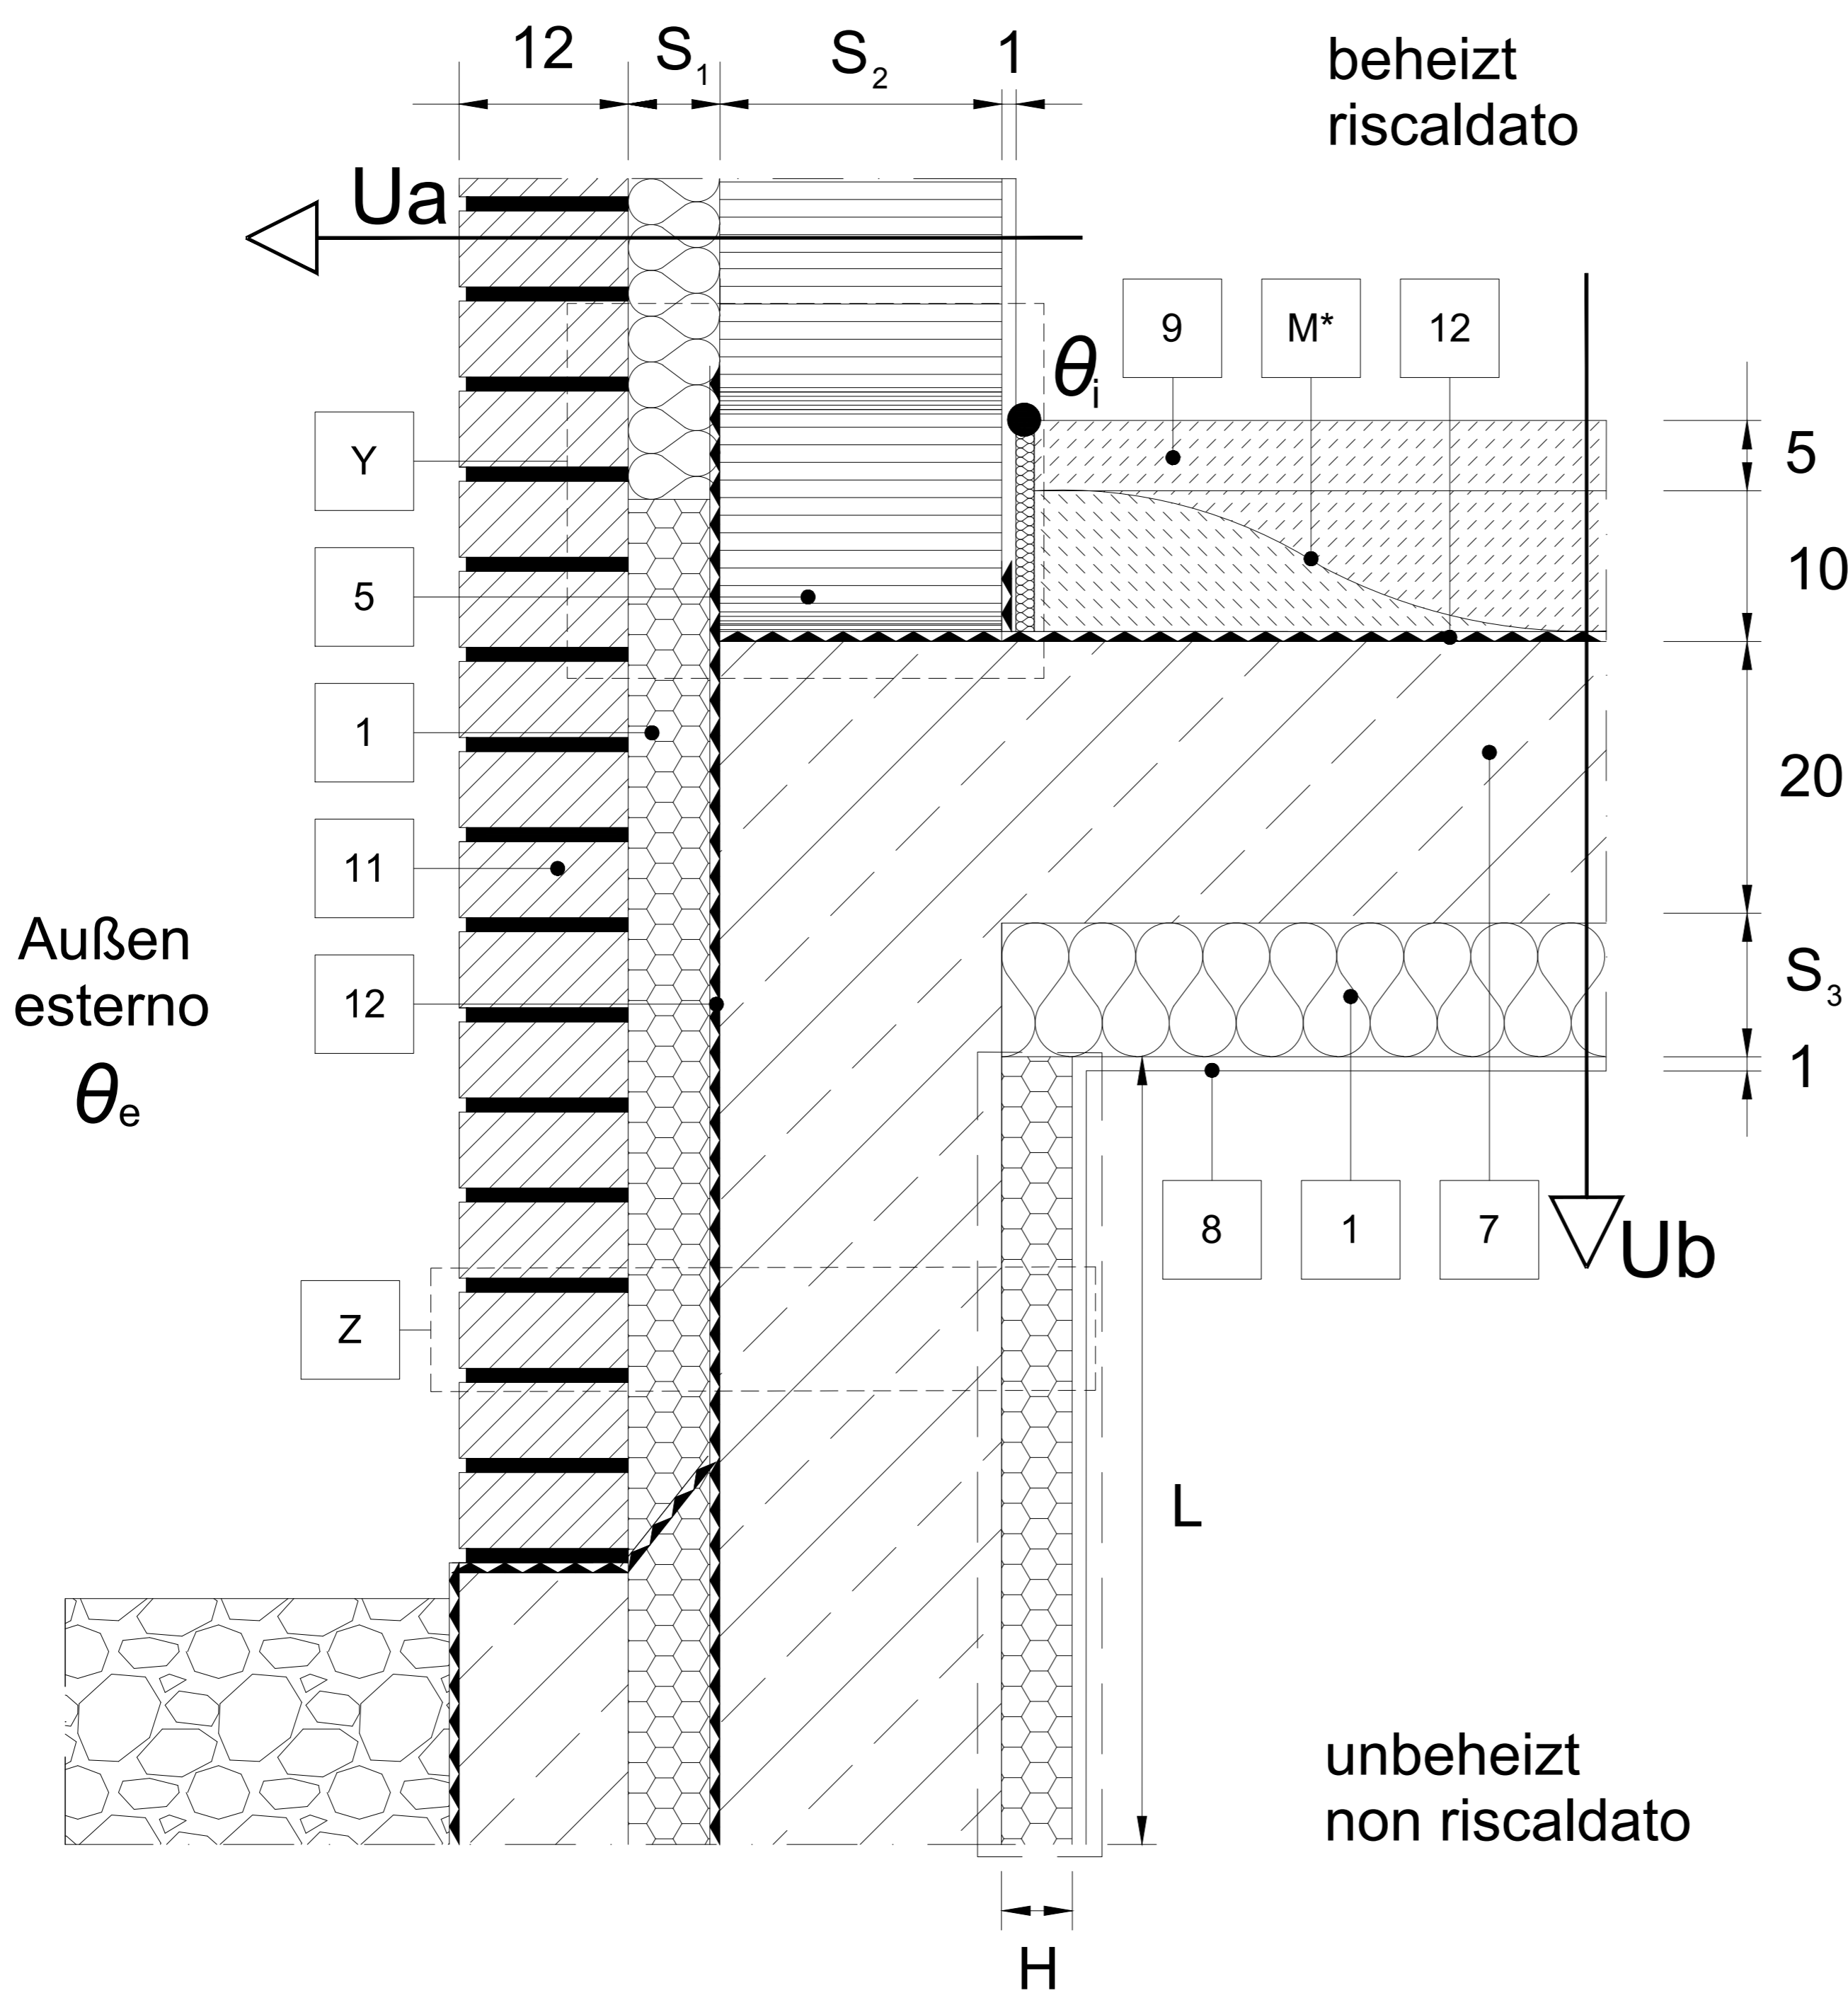 12
S₁
S₂
1
beheizt
riscaldato
Ua
9
M*
12
θi
5
Y
10
5
1
20
11
Außen
esterno
θe
12
S₃
1
8
1
7
Ub
Z
L
unbeheizt
non riscaldato
H